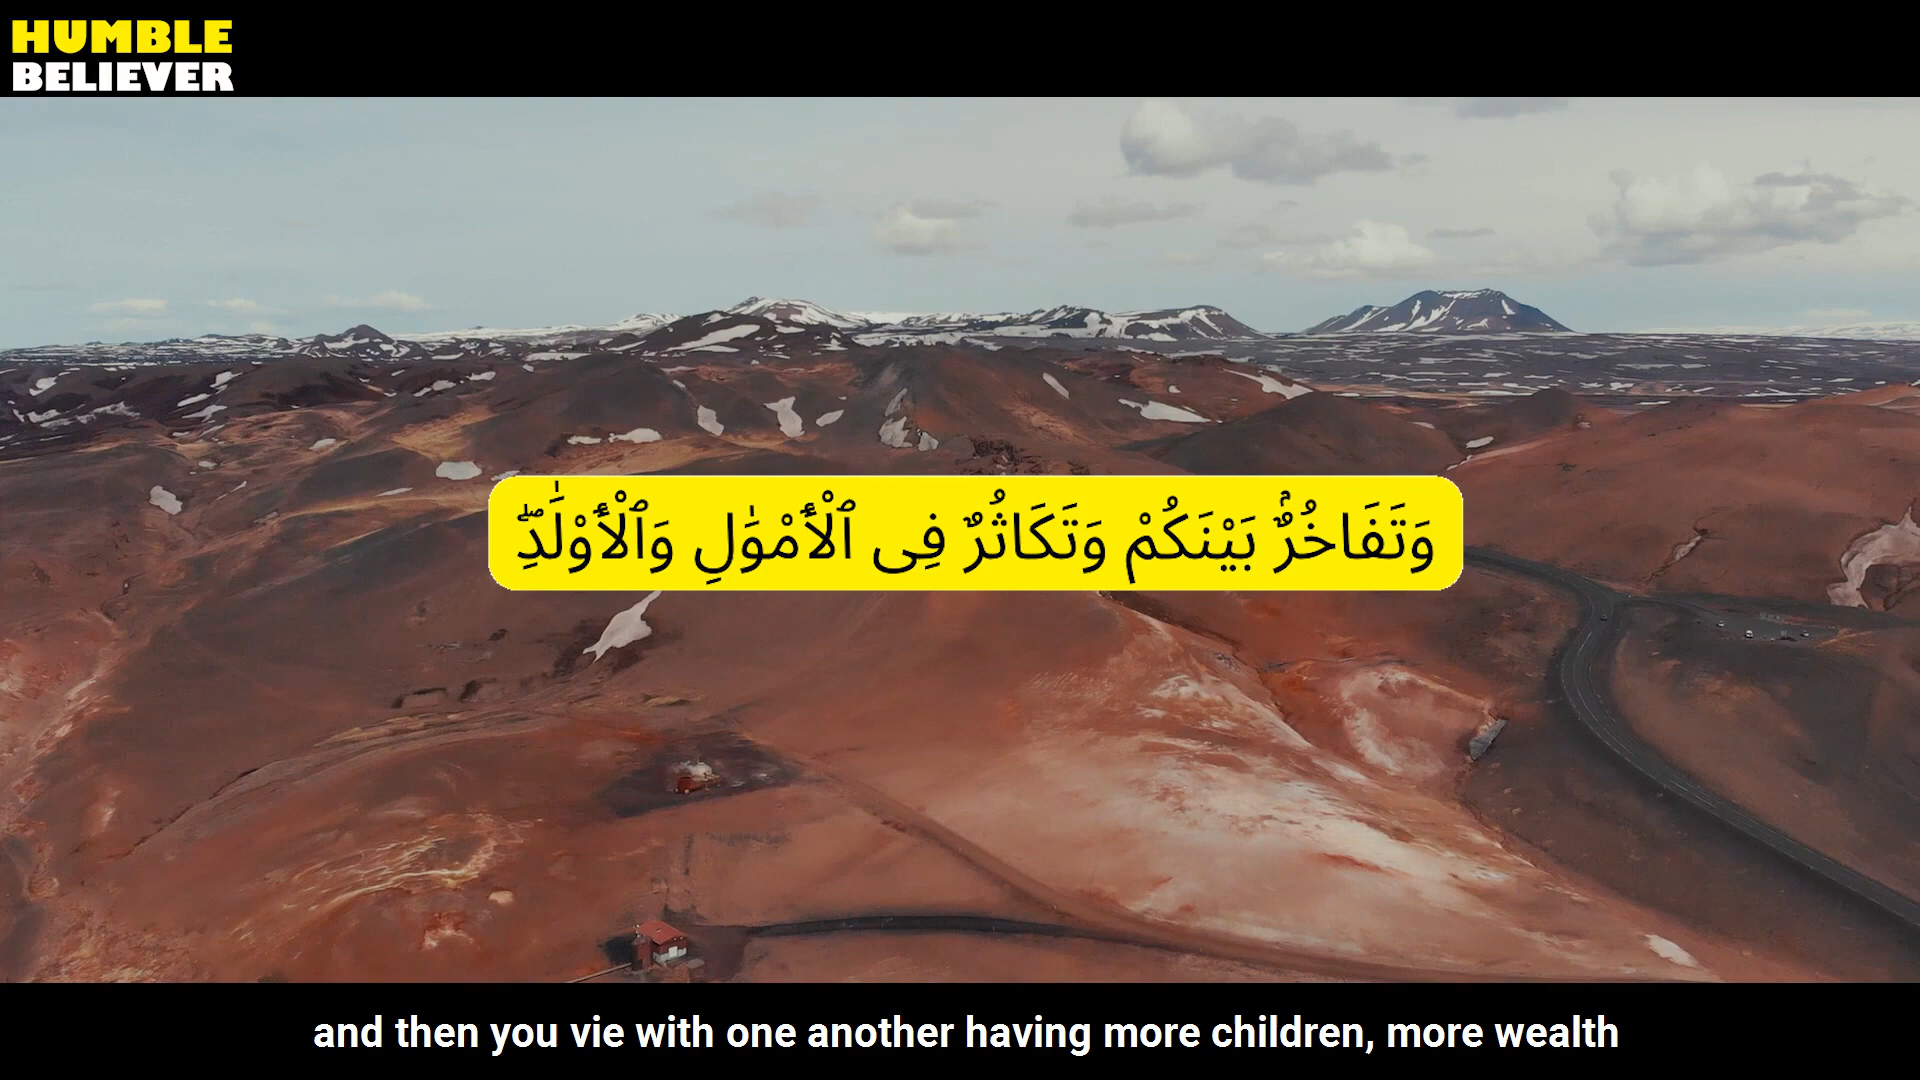 HUMBLE
BELIEVER
وَتَفَاخُرٌۢ بَيْنَكُمْ وَتَكَاثُرٌ فِى ٱلْأَمْوَٰلِ وَٱلْأَوْلَٰدِۖ
and then you vie with one another having more children, more wealth